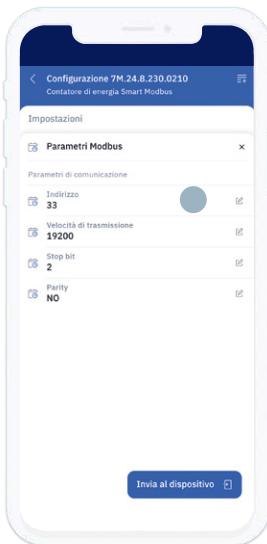 Configurazione 7M.24.8.230.0210
Contatore di energia Smart Modbus
Impostazioni
Parametri Modbus
Parametri di comunicazione
Indirizzo
33
Velocità di trasmissione
19200
Stop bit
2
Parity
NO
Invia al dispositivo